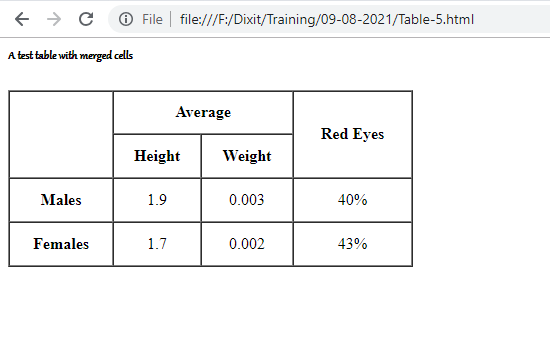 File file:///F:/Dixit/Training/09-08-2021/Table-5.html
A test table with merged cells
Average Red Eyes
Height Weight
Males 1.9 0.003 40%
Females 1.7 0.002 43%